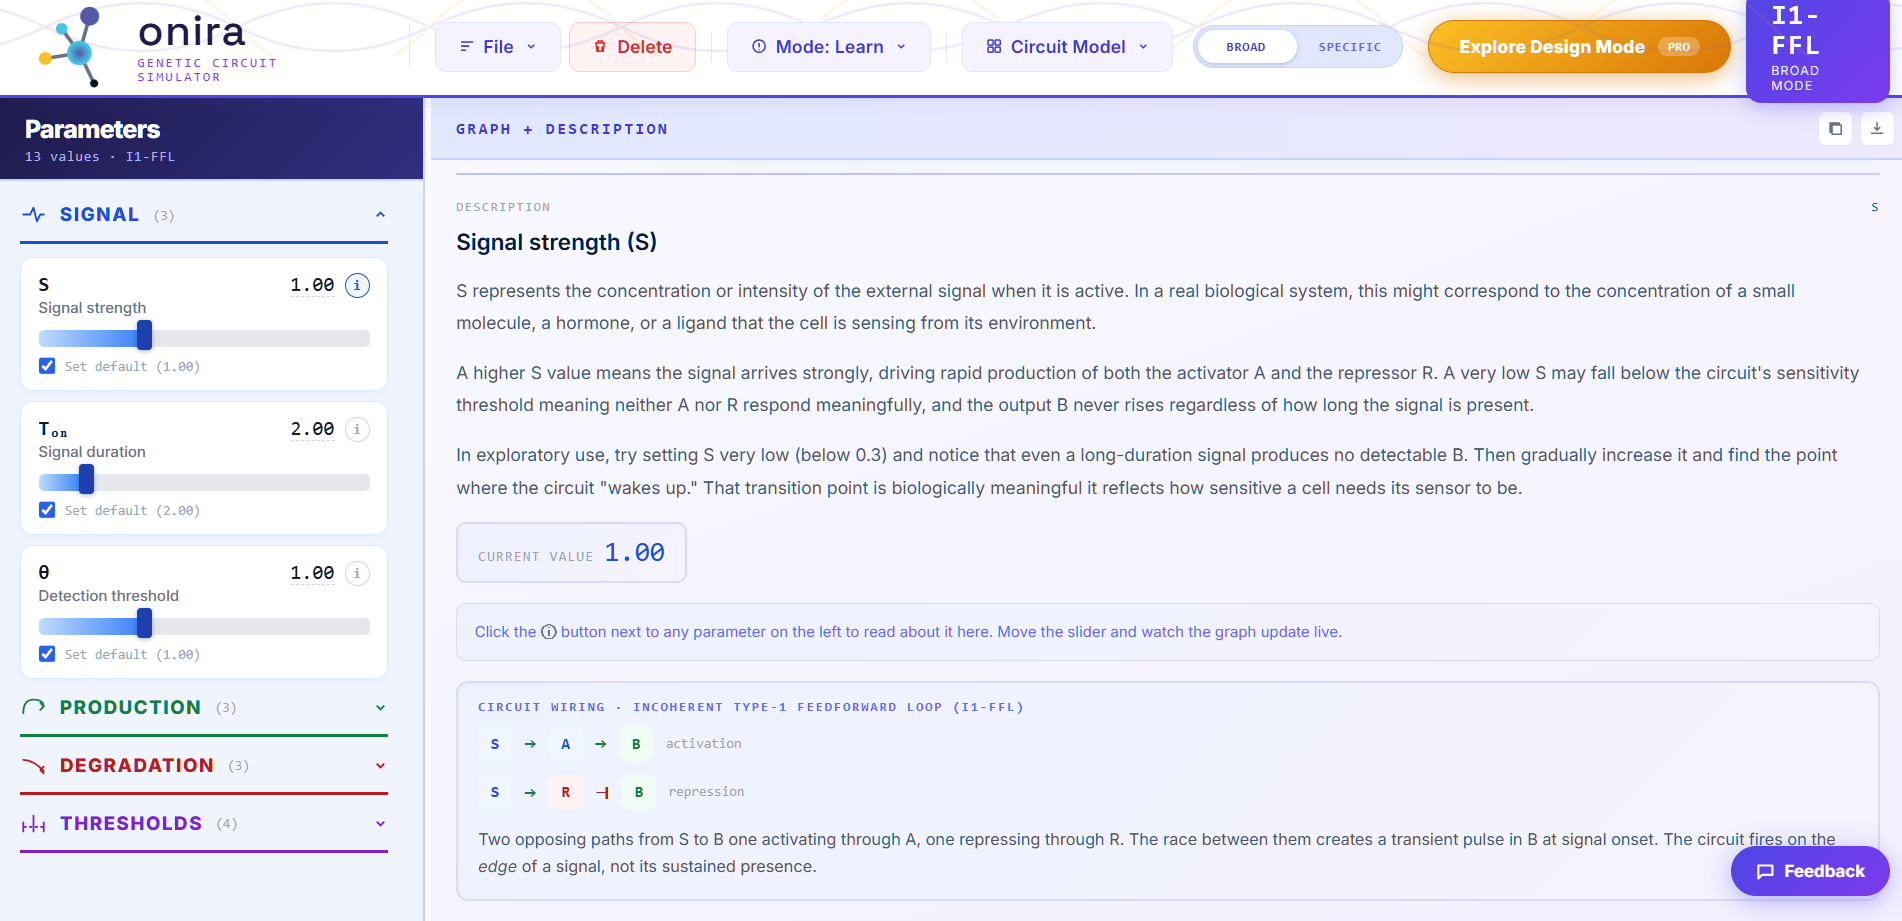 onira
GENETIC CIRCUIT
SIMULATOR
File
Delete
Mode: Learn
Circuit Model
BROAD
SPECIFIC
Explore Design Mode PRO
I1-
FFL
BROAD
MODE
Parameters
13 values · I1-FFL
SIGNAL (3)
S 1.00 i
Signal strength
Set default (1.00)
Tₒₙ 2.00 i
Signal duration
Set default (2.00)
θ 1.00 i
Detection threshold
Set default (1.00)
PRODUCTION (3)
DEGRADATION (3)
THRESHOLDS (4)
GRAPH + DESCRIPTION
DESCRIPTION S
Signal strength (S)
S represents the concentration or intensity of the external signal when it is active. In a real biological system, this might correspond to the concentration of a small
molecule, a hormone, or a ligand that the cell is sensing from its environment.
A higher S value means the signal arrives strongly, driving rapid production of both the activator A and the repressor R. A very low S may fall below the circuit's sensitivity
threshold meaning neither A nor R respond meaningfully, and the output B never rises regardless of how long the signal is present.
In exploratory use, try setting S very low (below 0.3) and notice that even a long-duration signal produces no detectable B. Then gradually increase it and find the point
where the circuit "wakes up." That transition point is biologically meaningful it reflects how sensitive a cell needs its sensor to be.
CURRENT VALUE 1.00
Click the ⓘ button next to any parameter on the left to read about it here. Move the slider and watch the graph update live.
CIRCUIT WIRING · INCOHERENT TYPE-1 FEEDFORWARD LOOP (I1-FFL)
S → A → B activation
S → R ⊣ B repression
Two opposing paths from S to B one activating through A, one repressing through R. The race between them creates a transient pulse in B at signal onset. The circuit fires on the
edge of a signal, not its sustained presence.
Feedback